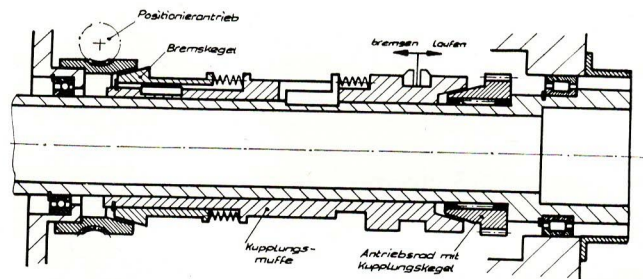 Positionierantrieb
Bremskegel
bremsen laufen
Kupplungs-
muffe
Antriebsrad mit
Kupplungskegel